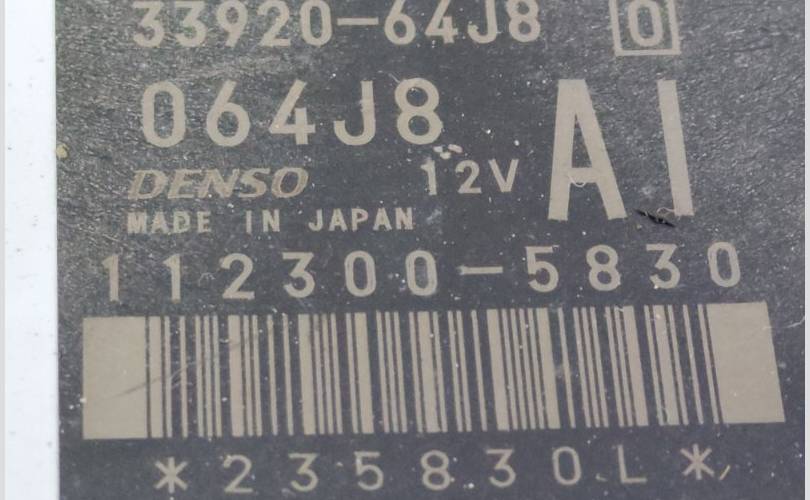 33920-64J8 0
064J8 AI
DENSO 12V
MADE IN JAPAN
112300-5830
*235830L*